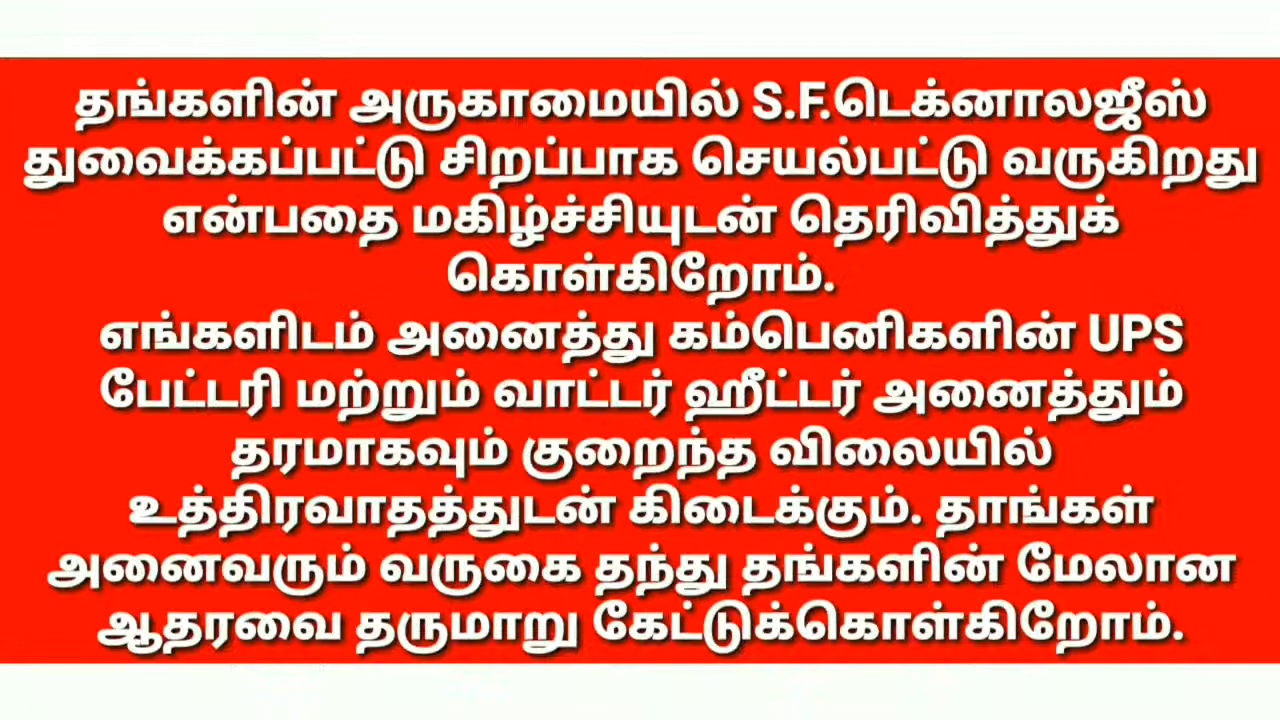 தங்களின் அருகாமையில் S.F.டெக்னாலஜீஸ்
துவைக்கப்பட்டு சிறப்பாக செயல்பட்டு வருகிறது
என்பதை மகிழ்ச்சியுடன் தெரிவித்துக்
கொள்கிறோம்.
எங்களிடம் அனைத்து கம்பெனிகளின் UPS
பேட்டரி மற்றும் வாட்டர் ஹீட்டர் அனைத்தும்
தரமாகவும் குறைந்த விலையில்
உத்திரவாதத்துடன் கிடைக்கும். தாங்கள்
அனைவரும் வருகை தந்து தங்களின் மேலான
ஆதரவை தருமாறு கேட்டுக்கொள்கிறோம்.